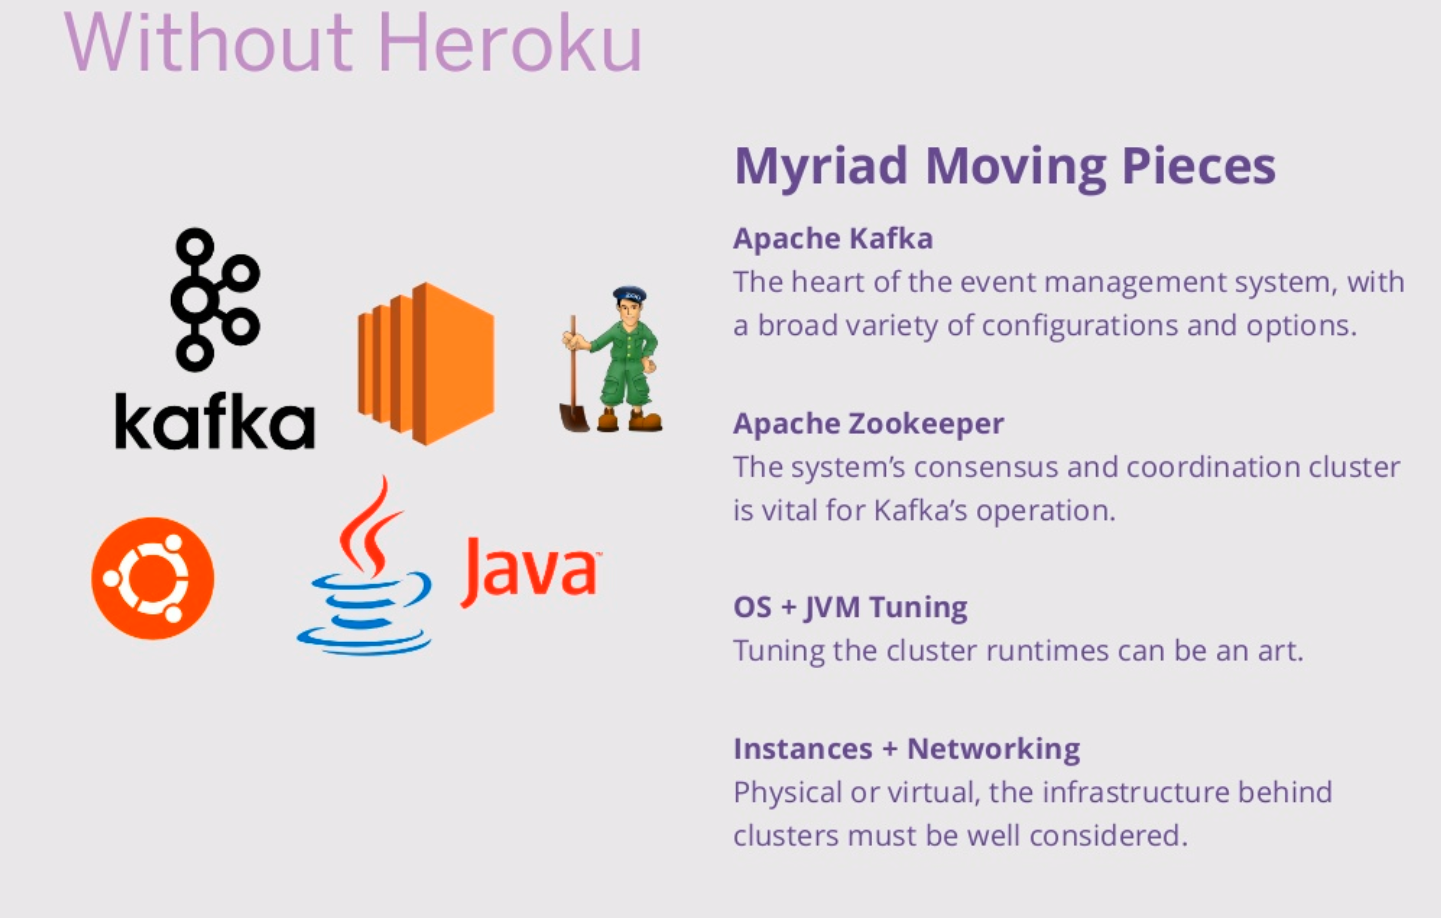 Without Heroku
Myriad Moving Pieces
Apache Kafka
The heart of the event management system, with
a broad variety of configurations and options.
Apache Zookeeper
The system’s consensus and coordination cluster
is vital for Kafka’s operation.
OS + JVM Tuning
Tuning the cluster runtimes can be an art.
Instances + Networking
Physical or virtual, the infrastructure behind
clusters must be well considered.
kafka
ZOO
Java™